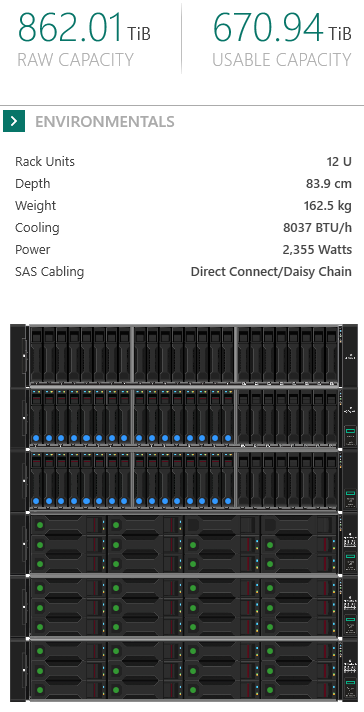 862.01 TiB
RAW CAPACITY
670.94 TiB
USABLE CAPACITY
ENVIRONMENTALS
Rack Units 12 U
Depth 83.9 cm
Weight 162.5 kg
Cooling 8037 BTU/h
Power 2,355 Watts
SAS Cabling Direct Connect/Daisy Chain